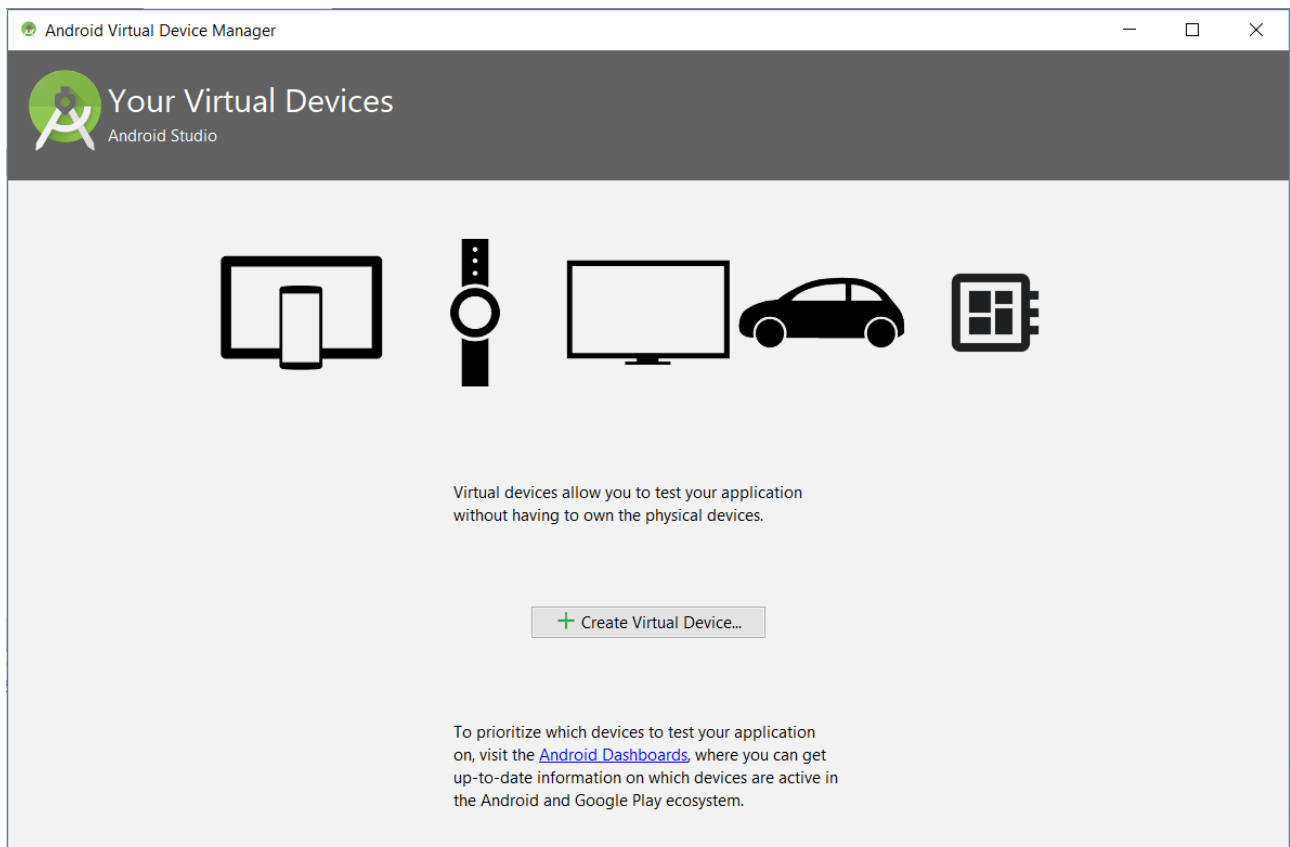 Android Virtual Device Manager
Your Virtual Devices
Android Studio
Virtual devices allow you to test your application
without having to own the physical devices.
Create Virtual Device...
To prioritize which devices to test your application
on, visit the Android Dashboards, where you can get
up-to-date information on which devices are active in
the Android and Google Play ecosystem.